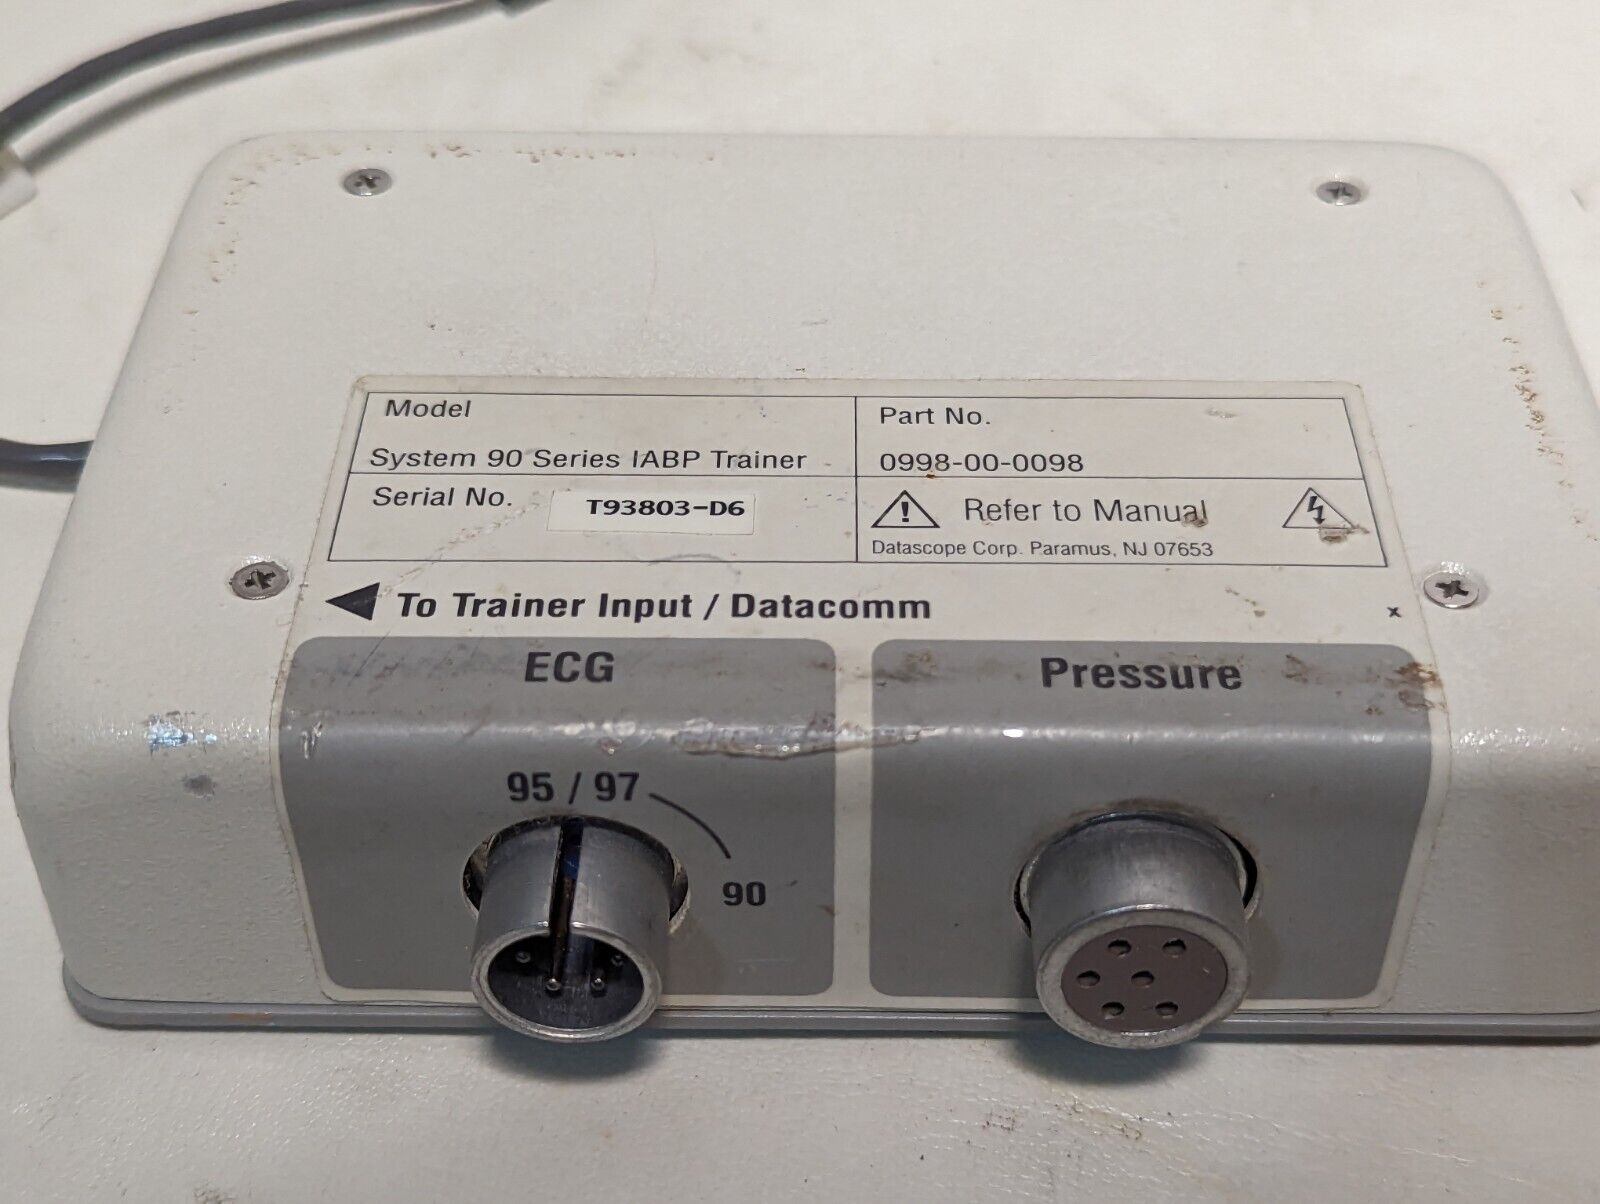 Model
System 90 Series IABP Trainer
Part No.
0998-00-0098
Serial No. T93803-D6
Refer to Manual
Datascope Corp. Paramus, NJ 07653
To Trainer Input / Datacomm
x
ECG
Pressure
95 / 97
90